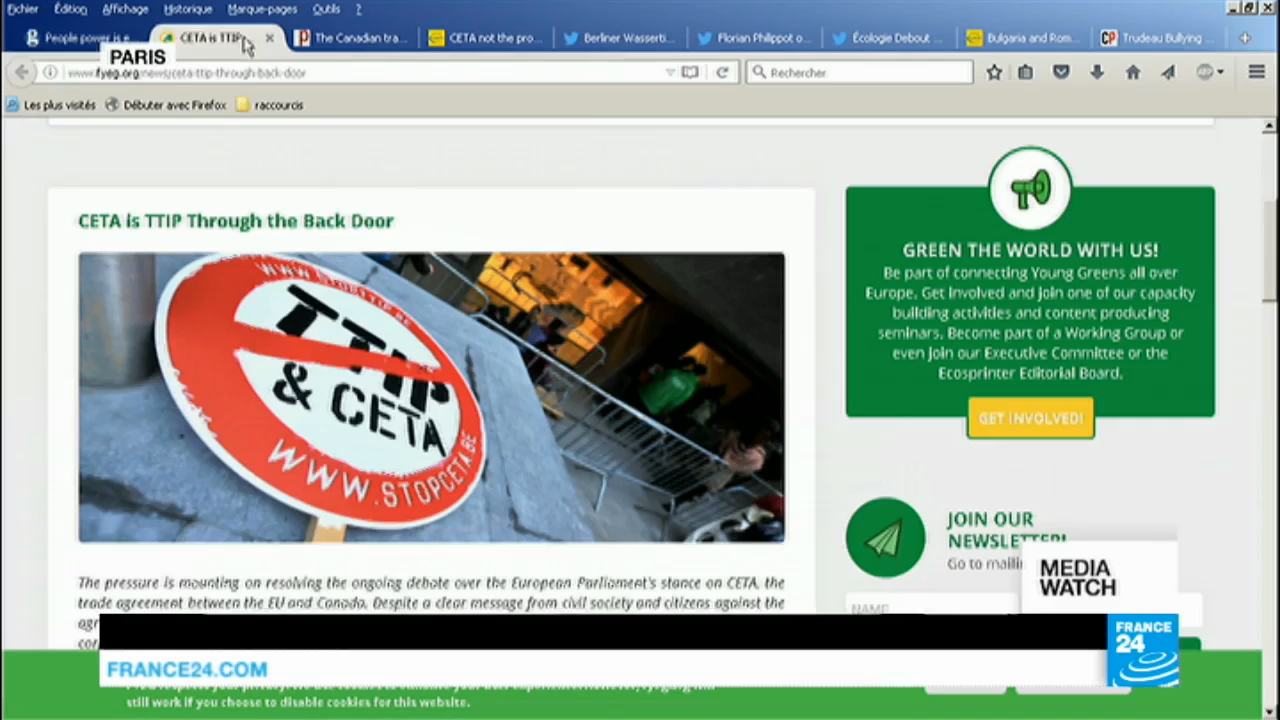 Fichier Édition Affichage Historique Marque-pages Outils ?
People power is e... CETA is TTIP The Canadian tra... CETA not the pro... Berliner Wasserti... Florian Philippot o... Écologie Debout ... Bulgaria and Rom... Trudeau Bullying ...
PARIS
www.fyeg.org/news/ceta-ttip-through-back-door
Rechercher
Les plus visités Débuter avec Firefox raccourcis
CETA is TTIP Through the Back Door
TTIP
& CETA
WWW.STOPCETA.BE
GREEN THE WORLD WITH US!
Be part of connecting Young Greens all over
Europe. Get involved and join one of our capacity
building activities and content producing
seminars. Become part of a Working Group or
even join our Executive Committee or the
Ecosprinter Editorial Board.
GET INVOLVED!
JOIN OUR
NEWSLETTER!
Go to
NAME
The pressure is mounting on resolving the ongoing debate over the European Parliament's stance on CETA, the
trade agreement between the EU and Canada. Despite a clear message from civil society and citizens against the
MEDIA
WATCH
FRANCE
24
FRANCE24.COM
still work if you choose to disable cookies for this website.